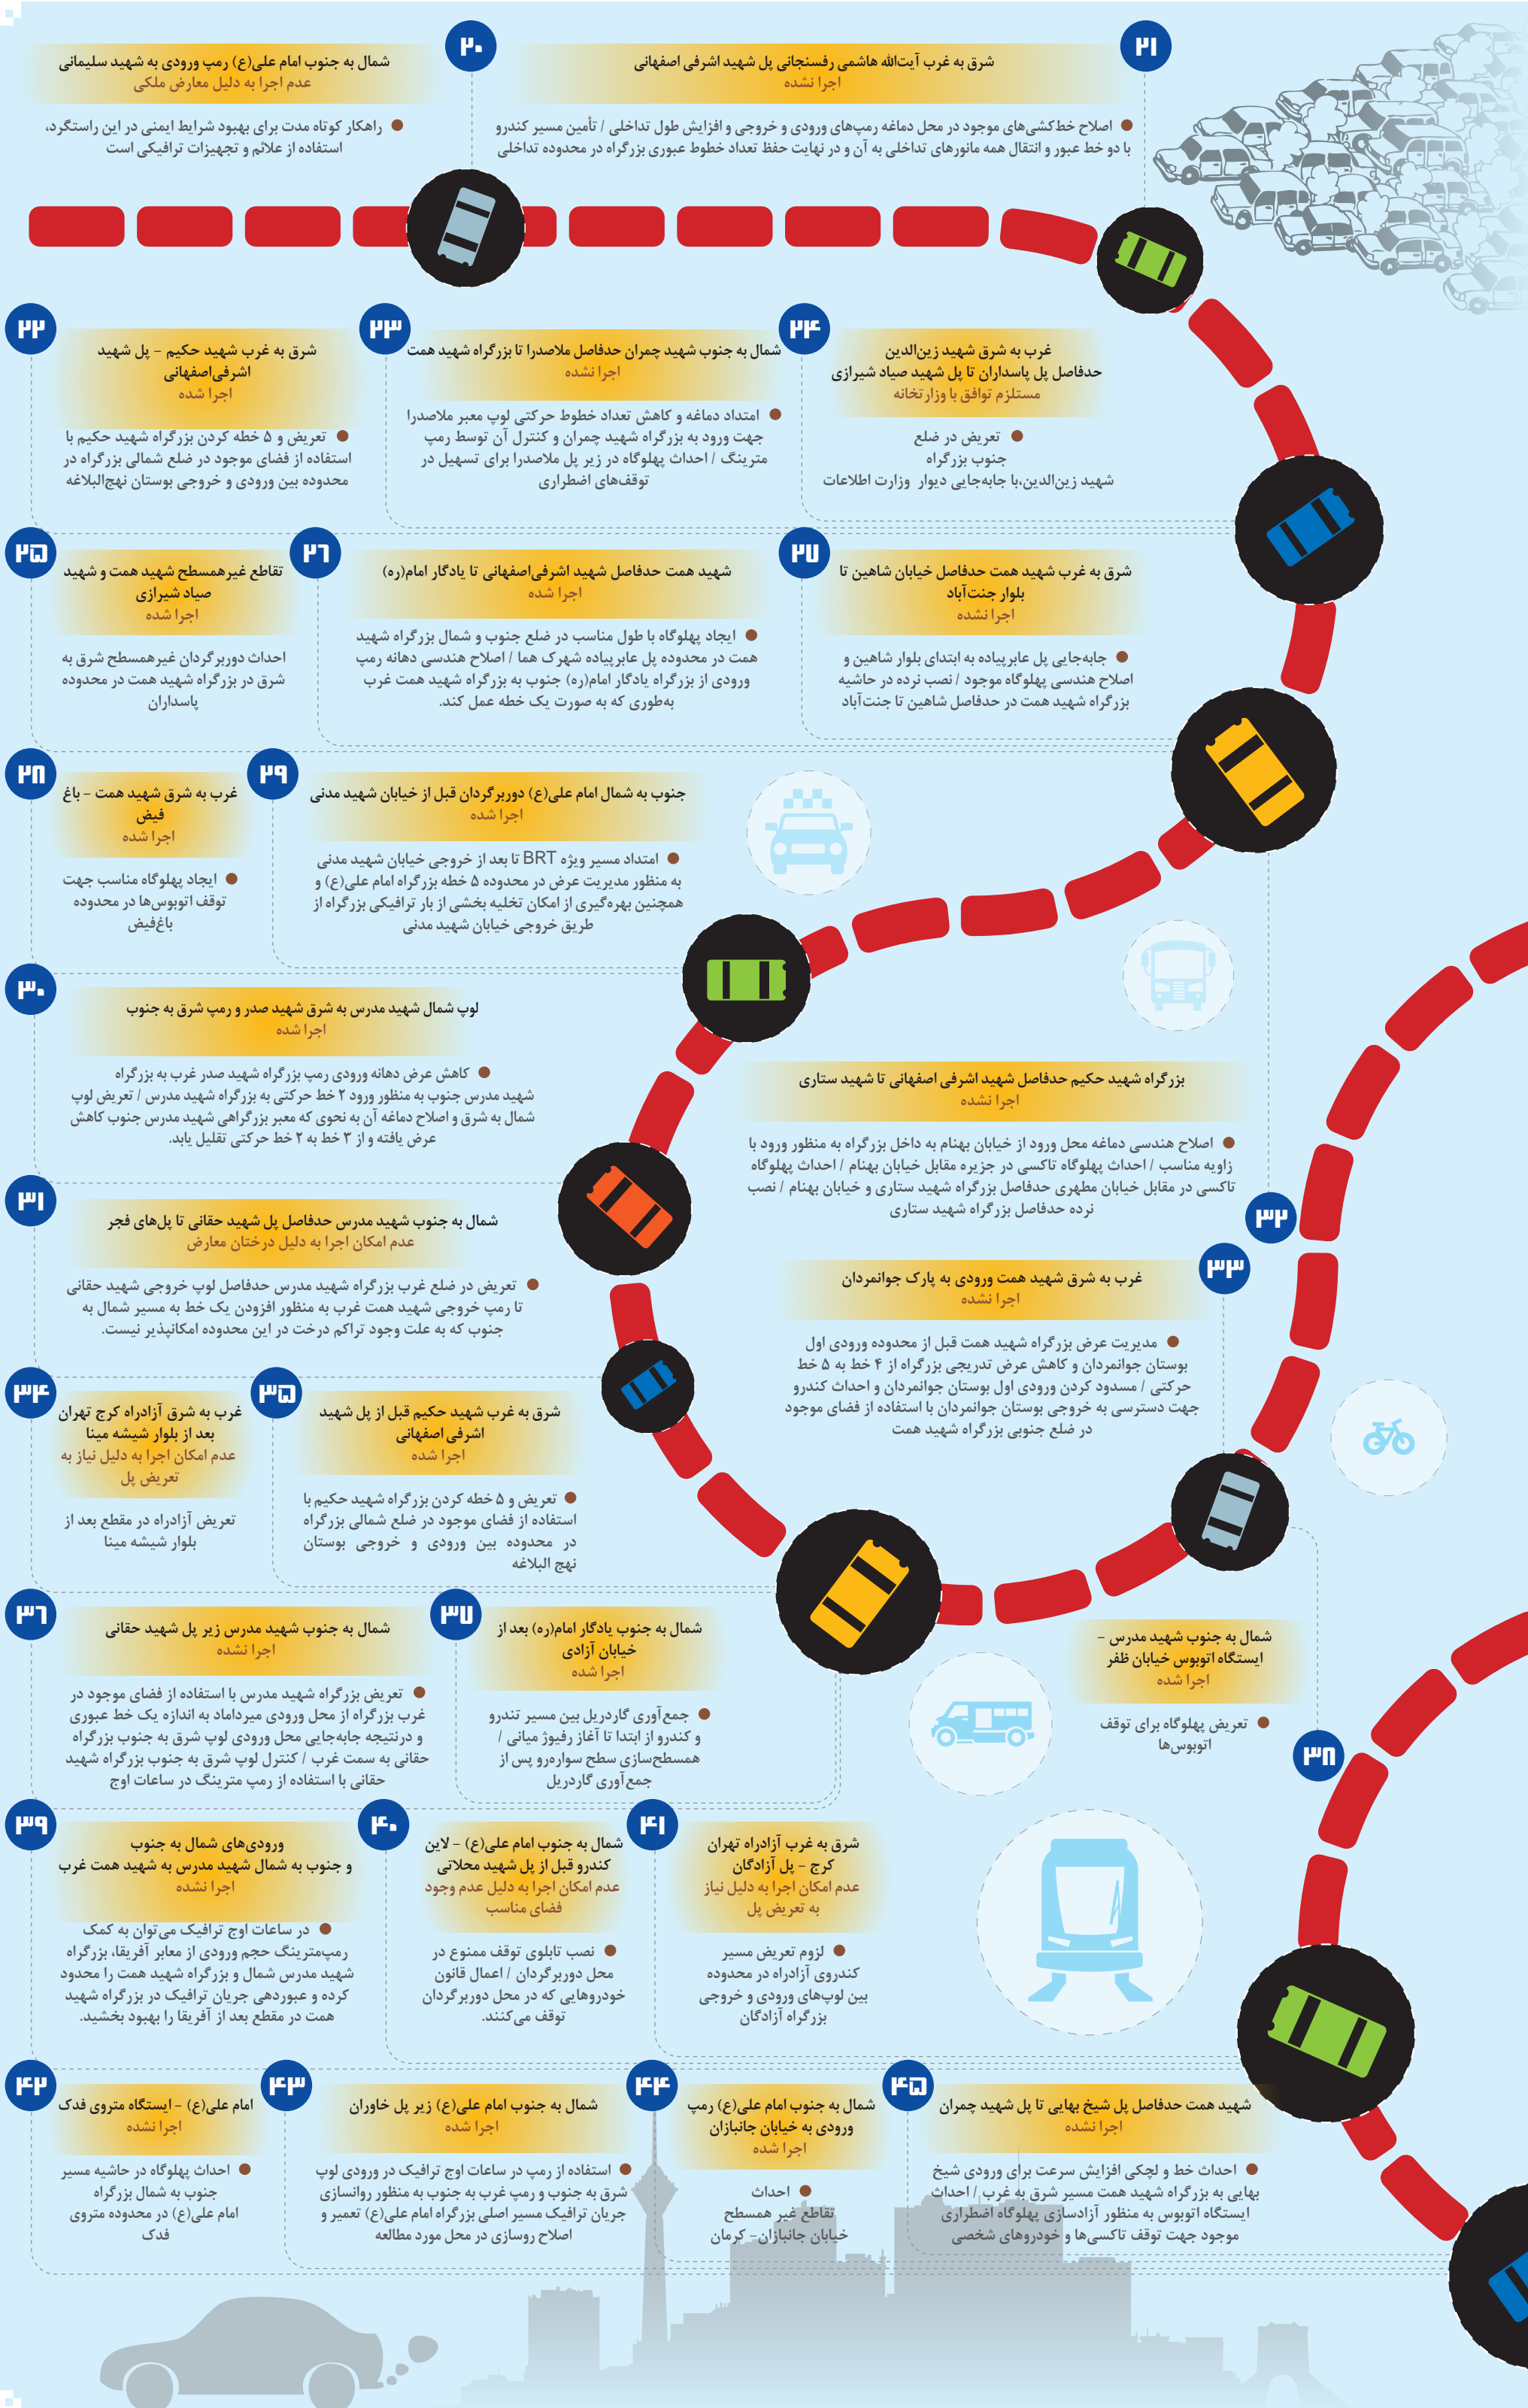 ۲۰
شمال به جنوب امام علی(ع) رمپ ورودی به شهید سلیمانی
عدم اجرا به دلیل معارض ملکی
راهکار کوتاه مدت برای بهبود شرایط ایمنی در این راستگرد،
استفاده از علائم و تجهیزات ترافیکی است
۲۱
شرق به غرب آیت‌الله هاشمی رفسنجانی پل شهید اشرفی اصفهانی
اجرا نشده
اصلاح خط‌کشی‌های موجود در محل دماغه رمپ‌های ورودی و خروجی و افزایش طول تداخلی / تأمین مسیر کندرو
با دو خط عبور و انتقال همه مانورهای تداخلی به آن و در نهایت حفظ تعداد خطوط عبوری بزرگراه در محدوده تداخلی
۲۲
شرق به غرب شهید حکیم – پل شهید
اشرفی‌اصفهانی
اجرا شده
تعریض و ۵ خطه کردن بزرگراه شهید حکیم با
استفاده از فضای موجود در ضلع شمالی بزرگراه در
محدوده بین ورودی و خروجی بوستان نهج‌البلاغه
۲۳
شمال به جنوب شهید چمران حدفاصل ملاصدرا تا بزرگراه شهید همت
اجرا نشده
امتداد دماغه و کاهش تعداد خطوط حرکتی لوپ معبر ملاصدرا
جهت ورود به بزرگراه شهید چمران و کنترل آن توسط رمپ
مترینگ / احداث پهلوگاه در زیر پل ملاصدرا برای تسهیل در
توقف‌های اضطراری
۲۴
غرب به شرق شهید زین‌الدین
حدفاصل پل پاسداران تا پل شهید صیاد شیرازی
مستلزم توافق با وزارتخانه
تعریض در ضلع
جنوب بزرگراه
شهید زین‌الدین،با جابه‌جایی دیوار وزارت اطلاعات
۲۵
تقاطع غیرهمسطح شهید همت و شهید
صیاد شیرازی
اجرا شده
احداث دوربرگردان غیرهمسطح شرق به
شرق در بزرگراه شهید همت در محدوده
پاسداران
۲۶
شهید همت حدفاصل شهید اشرفی‌اصفهانی تا یادگار امام(ره)
اجرا شده
ایجاد پهلوگاه با طول مناسب در ضلع جنوب و شمال بزرگراه شهید
همت در محدوده پل عابرپیاده شهرک هما / اصلاح هندسی دهانه رمپ
ورودی از بزرگراه یادگار امام(ره) جنوب به بزرگراه شهید همت غرب
به‌طوری که به صورت یک خطه عمل کند.
۲۷
شرق به غرب شهید همت حدفاصل خیابان شاهین تا
بلوار جنت‌آباد
اجرا نشده
جابه‌جایی پل عابرپیاده به ابتدای بلوار شاهین و
اصلاح هندسی پهلوگاه موجود / نصب نرده در حاشیه
بزرگراه شهید همت در حدفاصل شاهین تا جنت‌آباد
۲۸
غرب به شرق شهید همت – باغ
فیض
اجرا شده
ایجاد پهلوگاه مناسب جهت
توقف اتوبوس‌ها در محدوده
باغ‌فیض
۲۹
جنوب به شمال امام علی(ع) دوربرگردان قبل از خیابان شهید مدنی
اجرا شده
امتداد مسیر ویژه BRT تا بعد از خروجی خیابان شهید مدنی
به منظور مدیریت عرض در محدوده ۵ خطه بزرگراه امام علی(ع) و
همچنین بهره‌گیری از امکان تخلیه بخشی از بار ترافیکی بزرگراه از
طریق خروجی خیابان شهید مدنی
۳۰
لوپ شمال شهید مدرس به شرق شهید صدر و رمپ شرق به جنوب
اجرا شده
کاهش عرض دهانه ورودی رمپ بزرگراه شهید صدر غرب به بزرگراه
شهید مدرس جنوب به منظور ورود ۲ خط حرکتی به بزرگراه شهید مدرس / تعریض لوپ
شمال به شرق و اصلاح دماغه آن به نحوی که معبر بزرگراهی شهید مدرس جنوب کاهش
عرض یافته و از ۳ خط به ۲ خط حرکتی تقلیل یابد.
۳۱
شمال به جنوب شهید مدرس حدفاصل پل شهید حقانی تا پل‌های فجر
عدم امکان اجرا به دلیل درختان معارض
تعریض در ضلع غرب بزرگراه شهید مدرس حدفاصل لوپ خروجی شهید حقانی
تا رمپ خروجی شهید همت غرب به منظور افزودن یک خط به مسیر شمال به
جنوب که به علت وجود تراکم درخت در این محدوده امکانپذیر نیست.
بزرگراه شهید حکیم حدفاصل شهید اشرفی اصفهانی تا شهید ستاری
اجرا نشده
اصلاح هندسی دماغه محل ورود از خیابان بهنام به داخل بزرگراه به منظور ورود با
زاویه مناسب / احداث پهلوگاه تاکسی در جزیره مقابل خیابان بهنام / احداث پهلوگاه
تاکسی در مقابل خیابان مطهری حدفاصل بزرگراه شهید ستاری و خیابان بهنام / نصب
نرده حدفاصل بزرگراه شهید ستاری
۳۲
۳۳
غرب به شرق شهید همت ورودی به پارک جوانمردان
اجرا نشده
مدیریت عرض بزرگراه شهید همت قبل از محدوده ورودی اول
بوستان جوانمردان و کاهش عرض تدریجی بزرگراه از ۴ خط به ۵ خط
حرکتی / مسدود کردن ورودی اول بوستان جوانمردان و احداث کندرو
جهت دسترسی به خروجی بوستان جوانمردان با استفاده از فضای موجود
در ضلع جنوبی بزرگراه شهید همت
۳۴
غرب به شرق آزادراه کرج تهران
بعد از بلوار شیشه مینا
عدم امکان اجرا به دلیل نیاز به
تعریض پل
تعریض آزادراه در مقطع بعد از
بلوار شیشه مینا
۳۵
شرق به غرب شهید حکیم قبل از پل شهید
اشرفی‌اصفهانی
اجرا شده
تعریض و ۵ خطه کردن بزرگراه شهید حکیم با
استفاده از فضای موجود در ضلع شمالی بزرگراه
در محدوده بین ورودی و خروجی بوستان
نهج البلاغه
۳۶
شمال به جنوب شهید مدرس زیر پل شهید حقانی
اجرا نشده
تعریض بزرگراه شهید مدرس با استفاده از فضای موجود در
غرب بزرگراه از محل ورودی میرداماد به اندازه یک خط عبوری
و درنتیجه جابه‌جایی محل ورودی لوپ شرق به جنوب بزرگراه
حقانی به سمت غرب / کنترل لوپ شرق به جنوب بزرگراه شهید
حقانی با استفاده از رمپ مترینگ در ساعات اوج
۳۷
شمال به جنوب یادگار امام(ره) بعد از
خیابان آزادی
اجرا شده
جمع‌آوری گاردریل بین مسیر تندرو
و کندرو از ابتدا تا آغاز رفیوژ میانی /
همسطح‌سازی سطح سواره‌رو پس از
جمع‌آوری گاردریل
شمال به جنوب شهید مدرس –
ایستگاه اتوبوس خیابان ظفر
اجرا شده
تعریض پهلوگاه برای توقف
اتوبوس‌ها
۳۸
۳۹
ورودی‌های شمال به جنوب
و جنوب به شمال شهید مدرس به شهید همت غرب
اجرا نشده
در ساعات اوج ترافیک می‌توان به کمک
رمپ‌مترینگ حجم ورودی از معابر آفریقا، بزرگراه
شهید مدرس شمال و بزرگراه شهید همت را محدود
کرده و عبوردهی جریان ترافیک در بزرگراه شهید
همت در مقطع بعد از آفریقا را بهبود بخشید.
۴۰
شمال به جنوب امام علی(ع) – لاین
کندرو قبل از پل شهید محلاتی
عدم امکان اجرا به دلیل عدم وجود
فضای مناسب
نصب تابلوی توقف ممنوع در
محل دوربرگردان / اعمال قانون
خودروهایی که در محل دوربرگردان
توقف می‌کنند.
۴۱
شرق به غرب آزادراه تهران
کرج – پل آزادگان
عدم امکان اجرا به دلیل نیاز
به تعریض پل
لزوم تعریض مسیر
کندروی آزادراه در محدوده
بین لوپ‌های ورودی و خروجی
بزرگراه آزادگان
۴۲
امام علی(ع) – ایستگاه متروی فدک
اجرا نشده
احداث پهلوگاه در حاشیه مسیر
جنوب به شمال بزرگراه
امام علی(ع) در محدوده متروی
فدک
۴۳
شمال به جنوب امام علی(ع) زیر پل خاوران
اجرا شده
استفاده از رمپ در ساعات اوج ترافیک در ورودی لوپ
شرق به جنوب و رمپ غرب به جنوب به منظور روانسازی
جریان ترافیک مسیر اصلی بزرگراه امام علی(ع) تعمیر و
اصلاح روسازی در محل مورد مطالعه
۴۴
شمال به جنوب امام علی(ع) رمپ
ورودی به خیابان جانبازان
اجرا شده
احداث
تقاطع غیر همسطح
خیابان جانبازان- کرمان
۴۵
شهید همت حدفاصل پل شیخ بهایی تا پل شهید چمران
اجرا نشده
احداث خط و لچکی افزایش سرعت برای ورودی شیخ
بهایی به بزرگراه شهید همت مسیر شرق به غرب / احداث
ایستگاه اتوبوس به منظور آزادسازی پهلوگاه اضطراری
موجود جهت توقف تاکسی‌ها و خودروهای شخصی